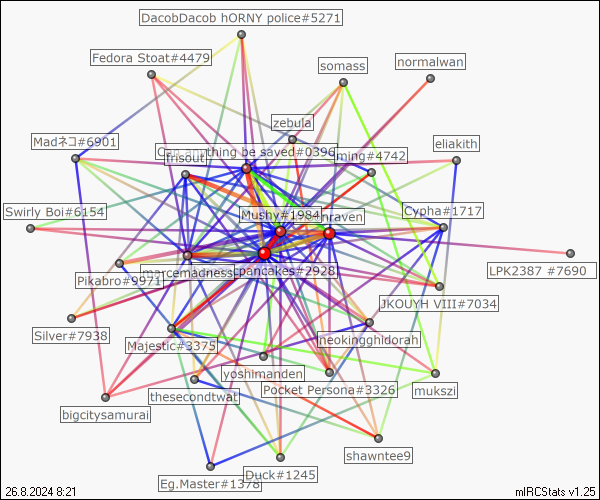 DacobDacob hORNY police#5271
Fedora Stoat#4479
normalwan
somass
zebula
Madネコ#6901
eliakith
Can anything be saved#0396
frisout
ming#4742
Swirly Boi#6154
Mushy#1984
nraven
Cypha#1717
Pikabro#9971
marcemadness
pancakes#2928
LPK2387 #7690
JKOUYH VIII#7034
Silver#7938
Majestic#3375
neokingghidorah
yoshimanden
Pocket Persona#3326
mukszi
thesecondtwat
bigcitysamurai
shawntee9
Duck#1245
Eg.Master#1378
26.8.2024 8:21
mIRCStats v1.25